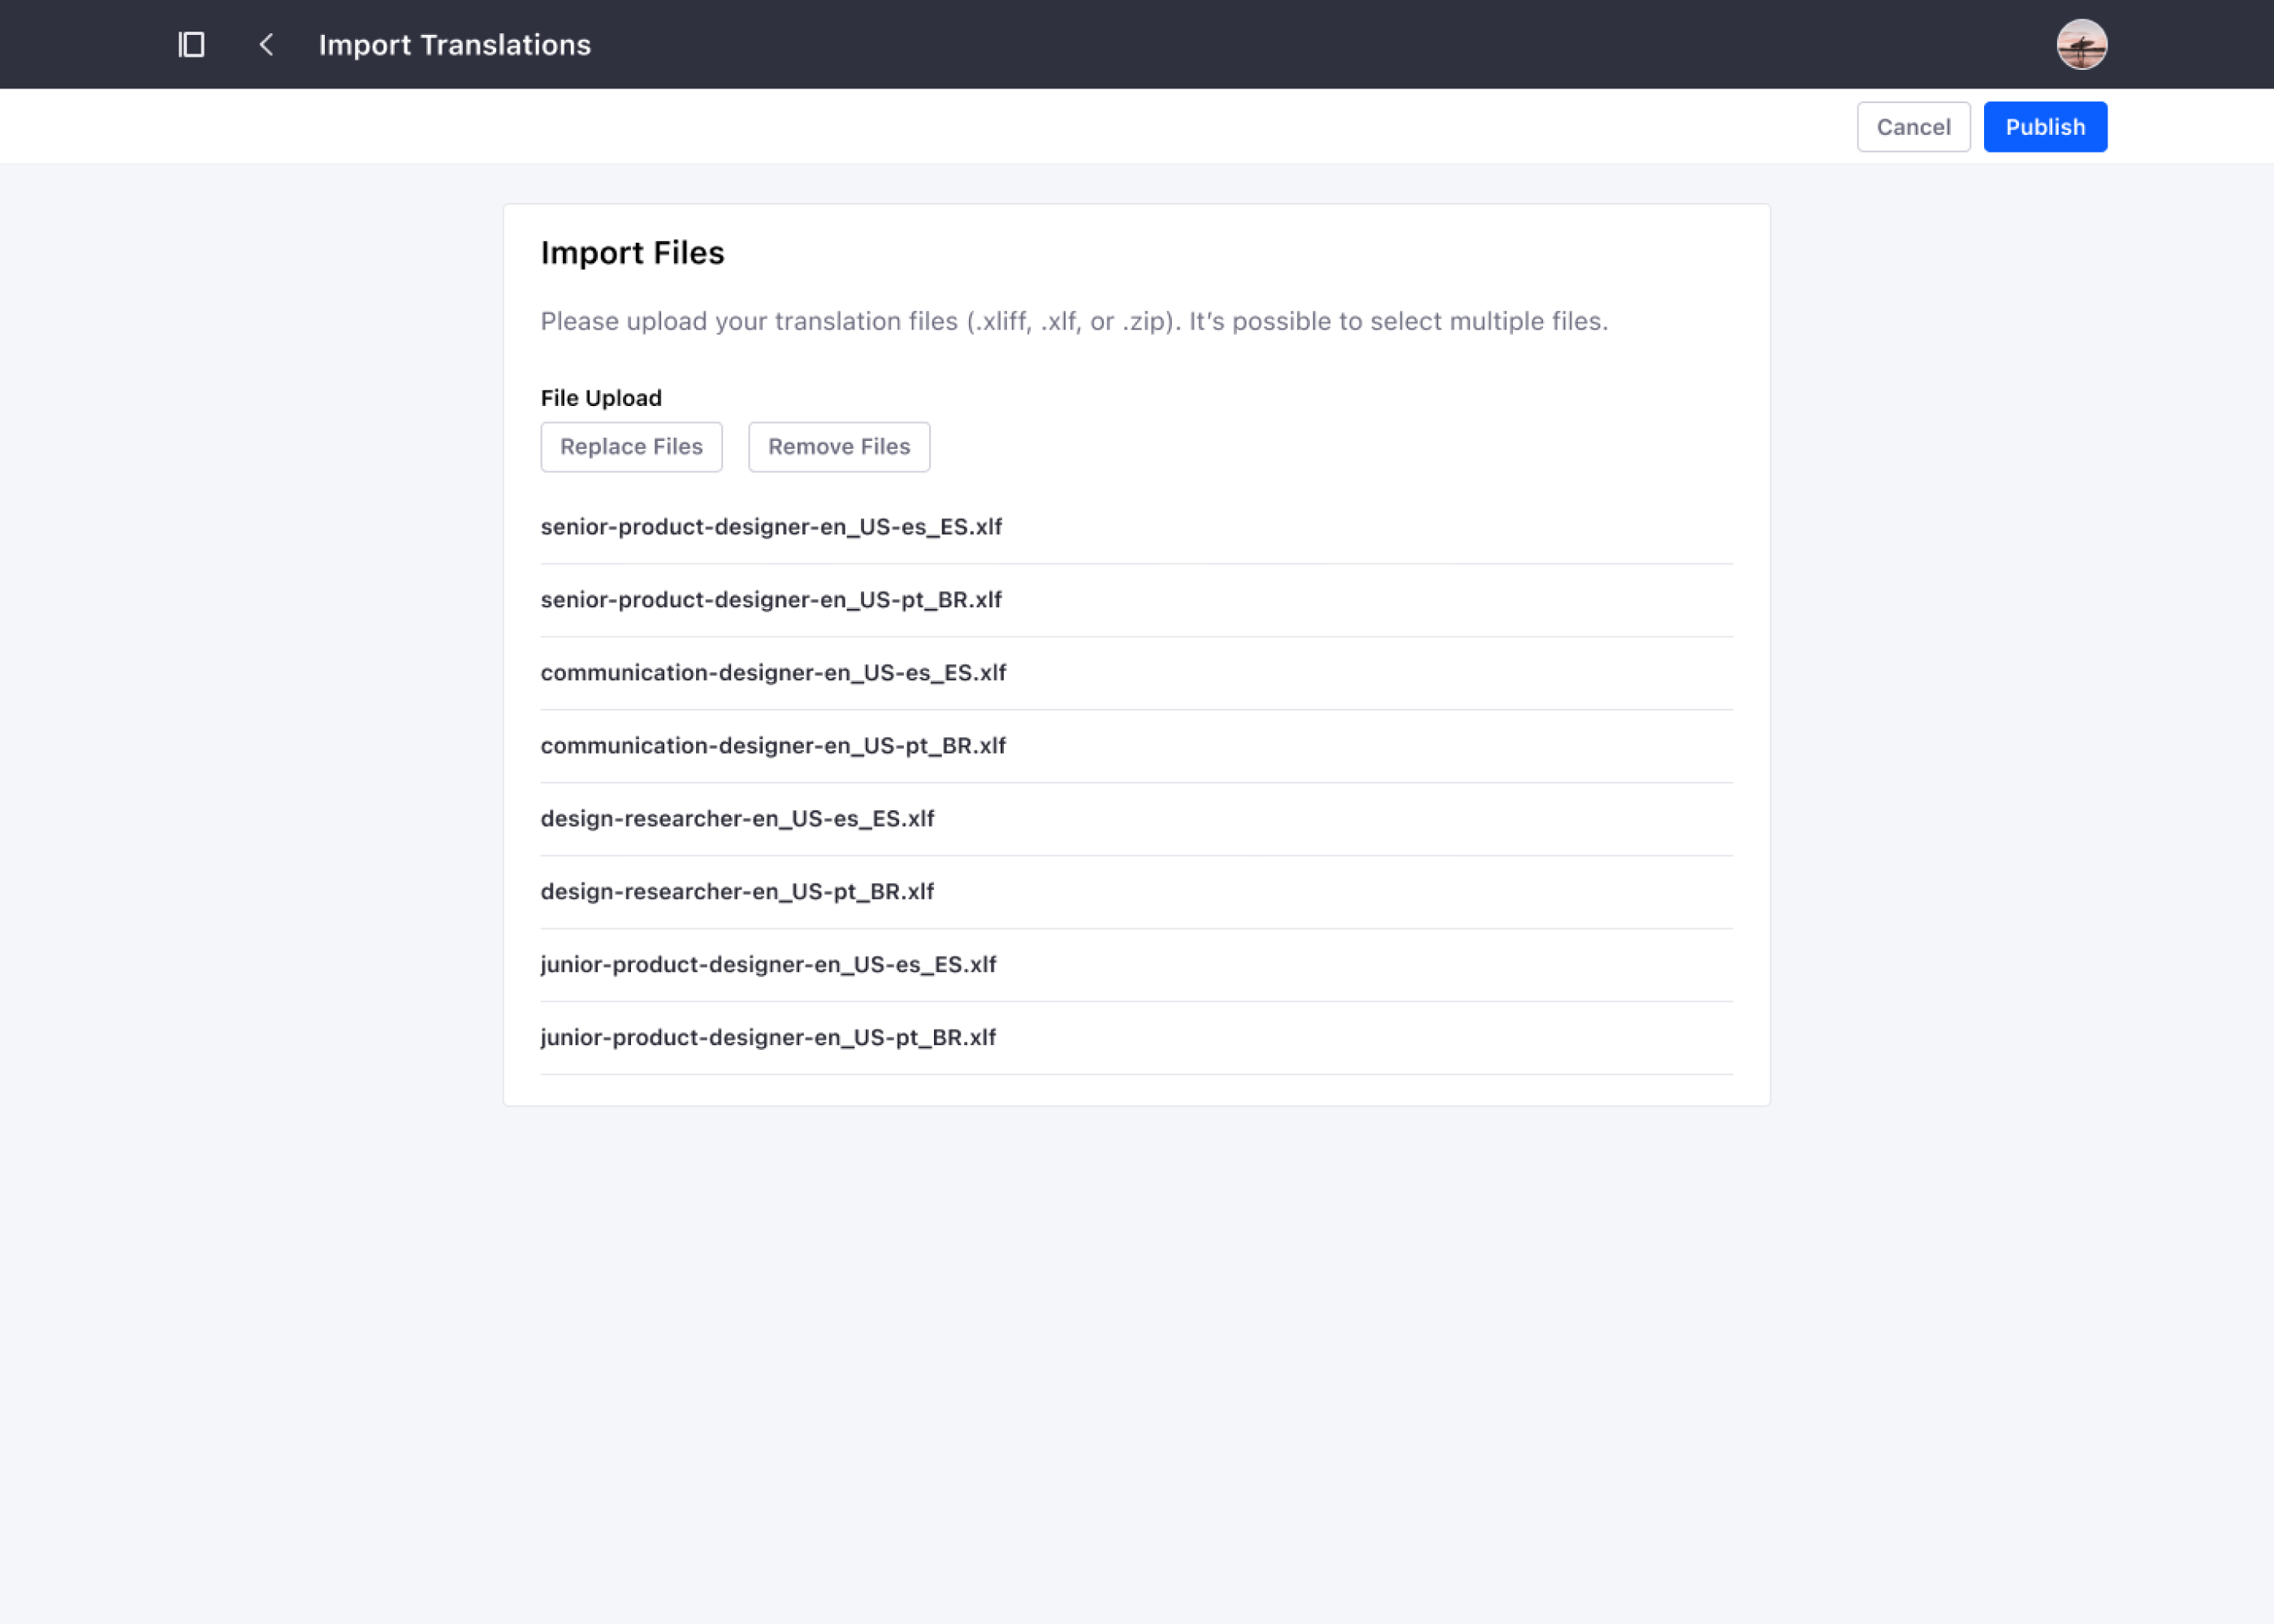 Import Translations
Cancel
Publish
Import Files
Please upload your translation files (.xliff, .xlf, or .zip). It’s possible to select multiple files.
File Upload
Replace Files
Remove Files
senior-product-designer-en_US-es_ES.xlf
senior-product-designer-en_US-pt_BR.xlf
communication-designer-en_US-es_ES.xlf
communication-designer-en_US-pt_BR.xlf
design-researcher-en_US-es_ES.xlf
design-researcher-en_US-pt_BR.xlf
junior-product-designer-en_US-es_ES.xlf
junior-product-designer-en_US-pt_BR.xlf